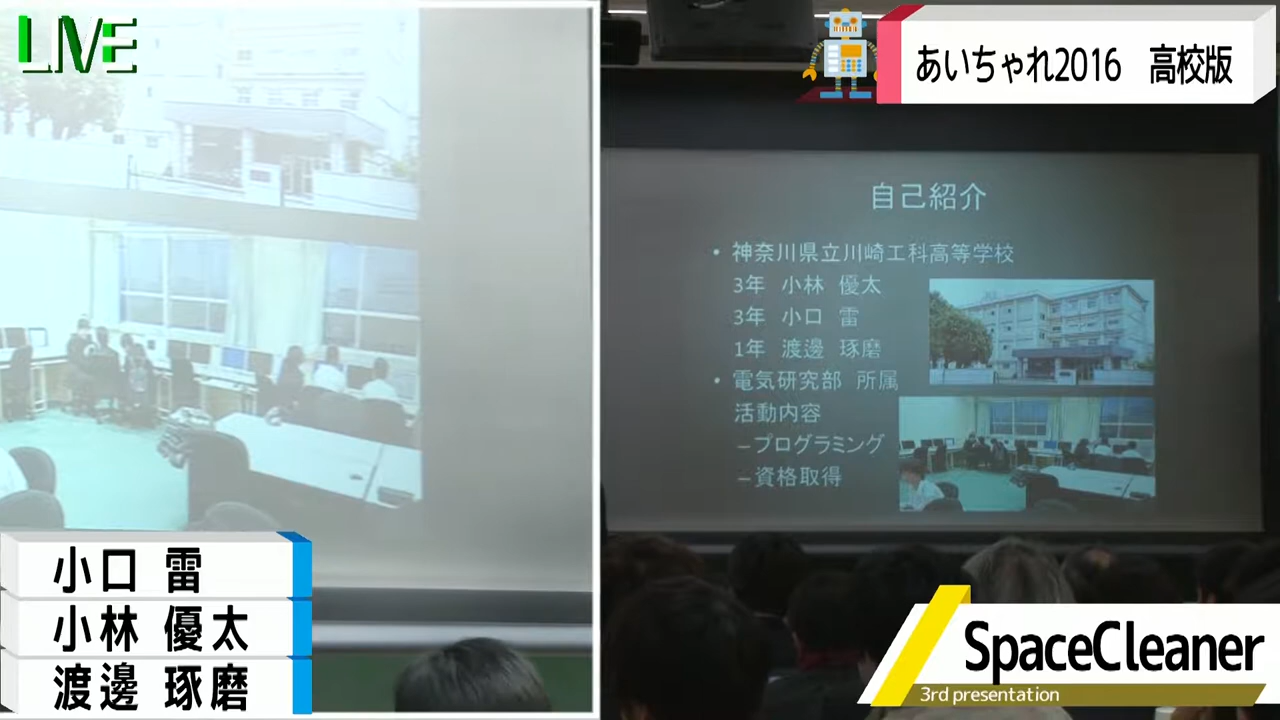 LIVE
あいちゃれ2016　高校版
自己紹介
• 神奈川県立川崎工科高等学校
3年 小林 優太
3年 小口 雷
1年 渡邊 琢磨
• 電気研究部 所属
活動内容
–プログラミング
–資格取得
小口 雷
小林 優太
渡邊 琢磨
SpaceCleaner
3rd presentation